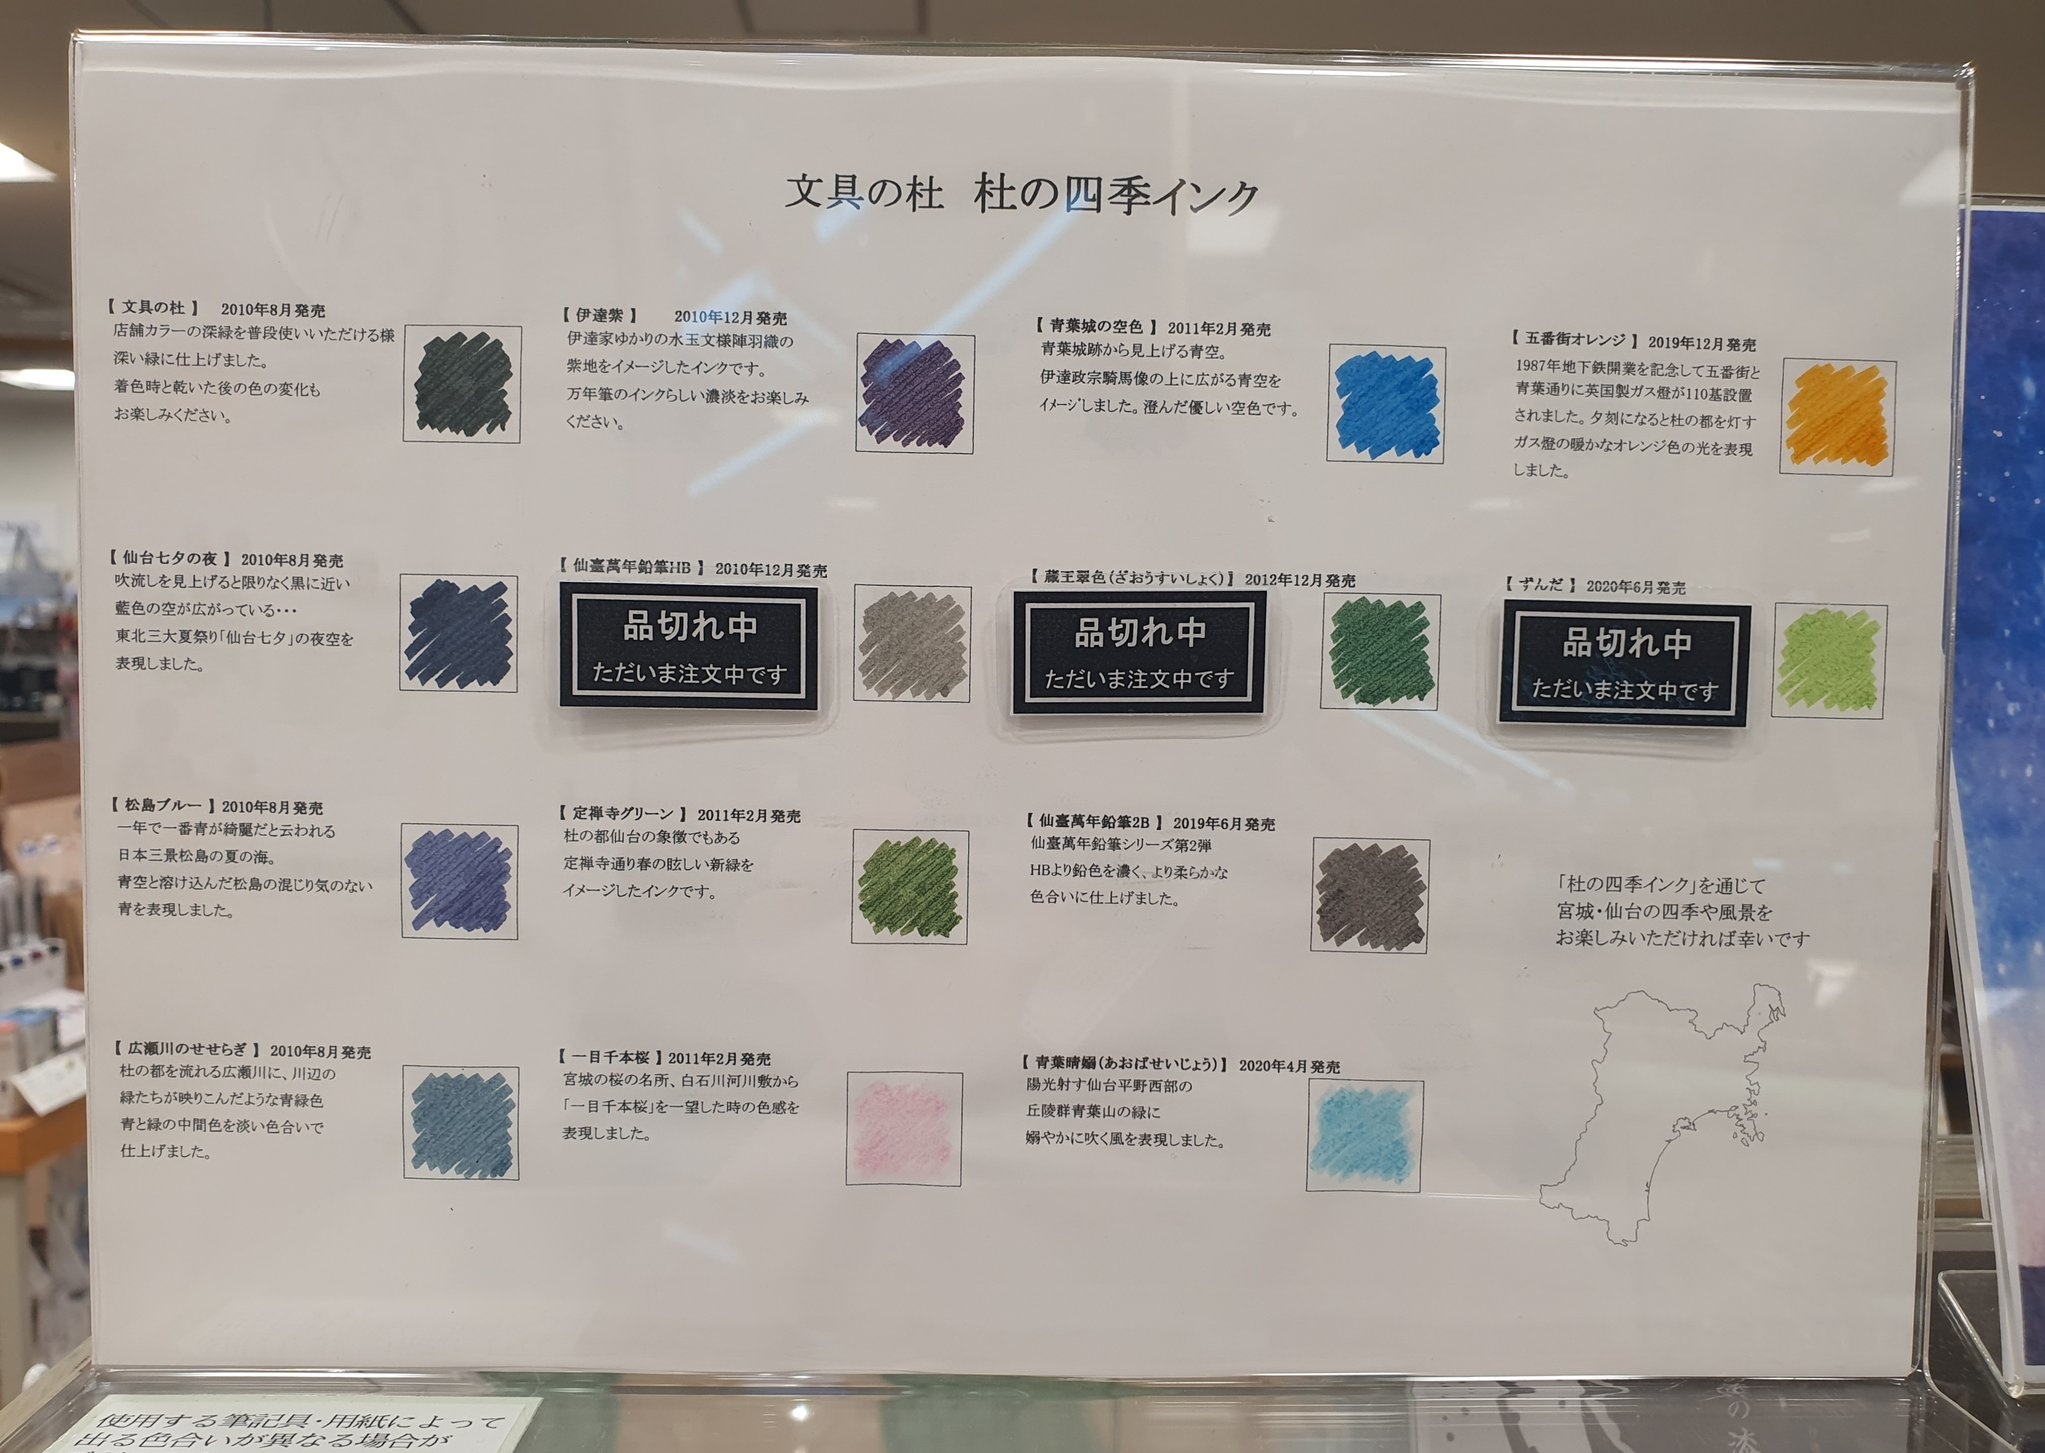 文具の杜 杜の四季インク
【 文具の杜 】 2010年8月発売
店舗カラーの深緑を普段使いいただける様
深い緑に仕上げました。
着色時と乾いた後の色の変化も
お楽しみください。
【 伊達紫 】 2010年12月発売
伊達家ゆかりの水玉文様陣羽織の
紫地をイメージしたインクです。
万年筆のインクらしい濃淡をお楽しみ
ください。
【 青葉城の空色 】 2011年2月発売
青葉城跡から見上げる青空。
伊達政宗騎馬像の上に広がる青空を
イメージしました。澄んだ優しい空色です。
【 五番街オレンジ 】 2019年12月発売
1987年地下鉄開業を記念して五番街と
青葉通りに英国製ガス燈が110基設置
されました。夕刻になると杜の都を灯す
ガス燈の暖かなオレンジ色の光を表現
しました。
【 仙台七夕の夜 】 2010年8月発売
吹流しを見上げると限りなく黒に近い
藍色の空が広がっている・・・
東北三大夏祭り「仙台七夕」の夜空を
表現しました。
【 仙臺萬年鉛筆HB 】 2010年12月発売
品切れ中
ただいま注文中です
【 蔵王翠色(ざおうすいしょく) 】 2012年12月発売
品切れ中
ただいま注文中です
【 ずんだ 】 2020年6月発売
品切れ中
ただいま注文中です
【 松島ブルー 】 2010年8月発売
一年で一番青が綺麗だと云われる
日本三景松島の夏の海。
青空と溶け込んだ松島の混じり気のない
青を表現しました。
【 定禅寺グリーン 】 2011年2月発売
杜の都仙台の象徴でもある
定禅寺通り春の眩しい新緑を
イメージしたインクです。
【 仙臺萬年鉛筆2B 】 2019年6月発売
仙臺萬年鉛筆シリーズ第2弾
HBより鉛色を濃く、より柔らかな
色合いに仕上げました。
「杜の四季インク」を通じて
宮城・仙台の四季や風景を
お楽しみいただければ幸いです
【 広瀬川のせせらぎ 】 2010年8月発売
杜の都を流れる広瀬川に、川辺の
緑たちが映りこんだような青緑色
青と緑の中間色を淡い色合いで
仕上げました。
【 一目千本桜 】 2011年2月発売
宮城の桜の名所、白石川河川敷から
「一目千本桜」を一望した時の色感を
表現しました。
【 青葉晴嫋(あおばせいじょう) 】 2020年4月発売
陽光射す仙台平野西部の
丘陵群青葉山の緑に
嫋やかに吹く風を表現しました。
使用する筆記具・用紙によって
出る色合いが異なる場合が